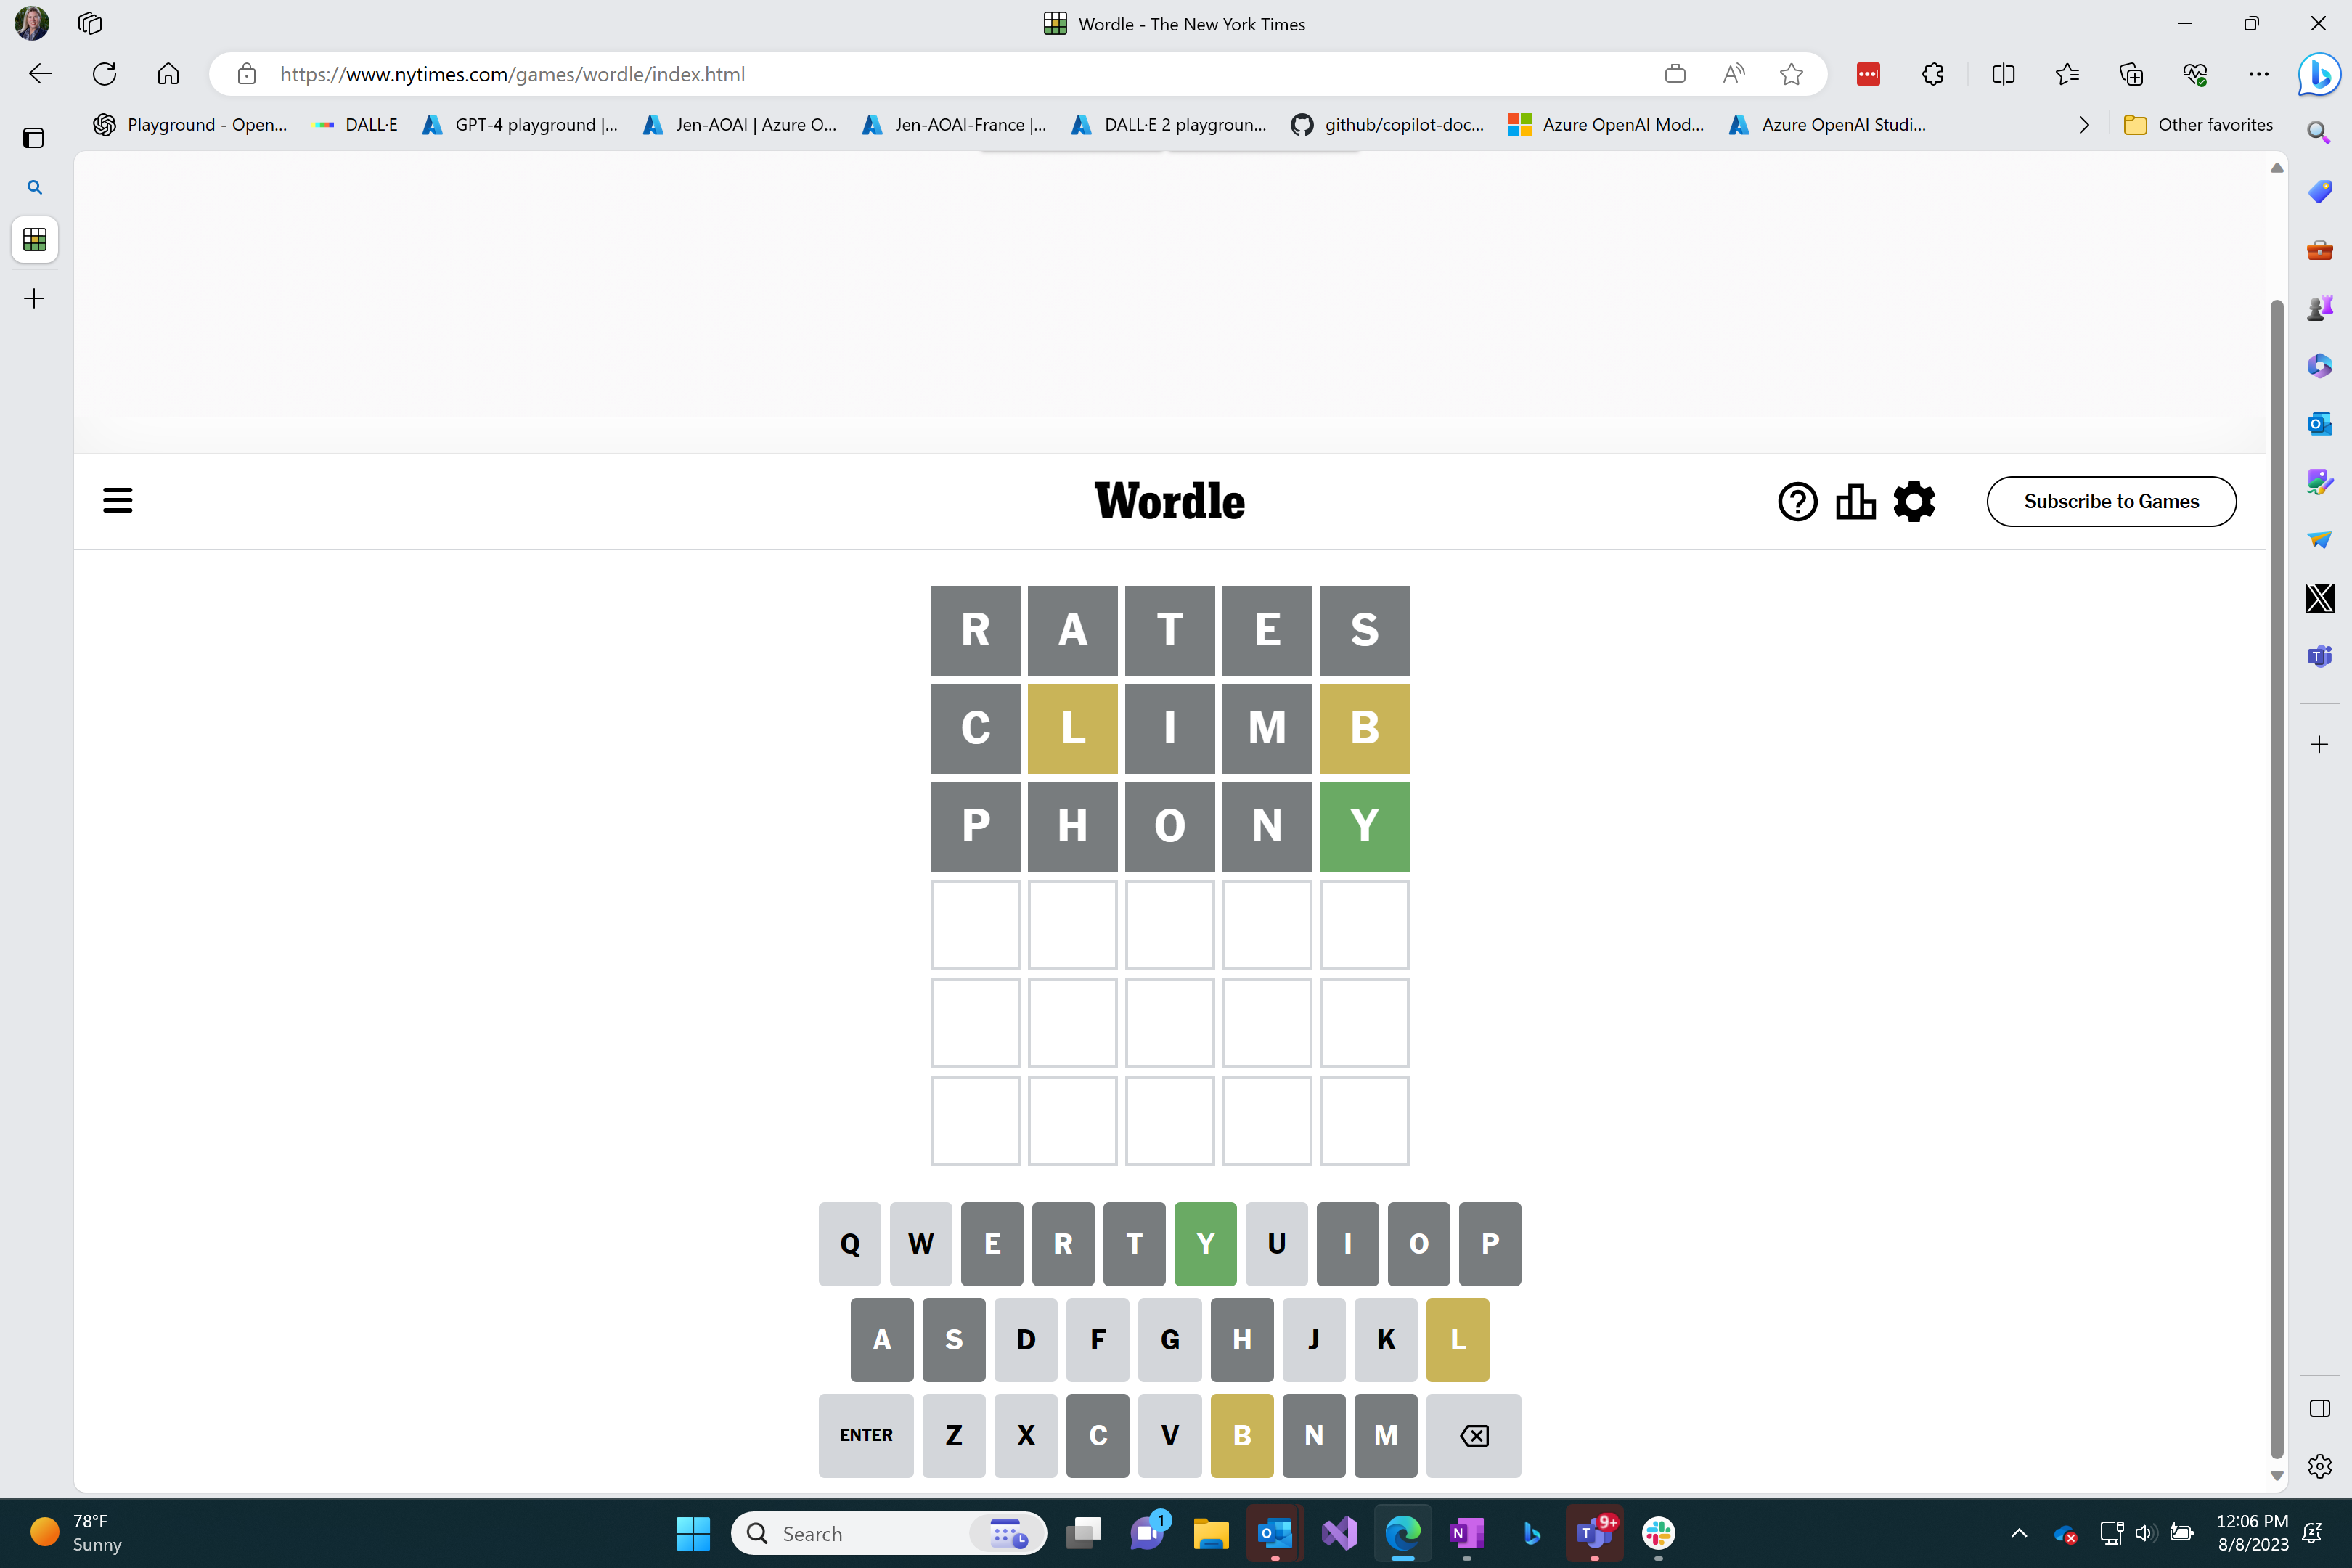 Wordle - The New York Times
https://www.nytimes.com/games/wordle/index.html
Playground - Open... DALL·E GPT-4 playground |... Jen-AOAI | Azure O... Jen-AOAI-France |... DALL·E 2 playgroun... github/copilot-doc... Azure OpenAI Mod... Azure OpenAI Studi... Other favorites
Wordle
Subscribe to Games
R A T E S
C L I M B
P H O N Y
Q W E R T Y U I O P
A S D F G H J K L
ENTER Z X C V B N M
78°F
Sunny
Search
1
9+
12:06 PM
8/8/2023